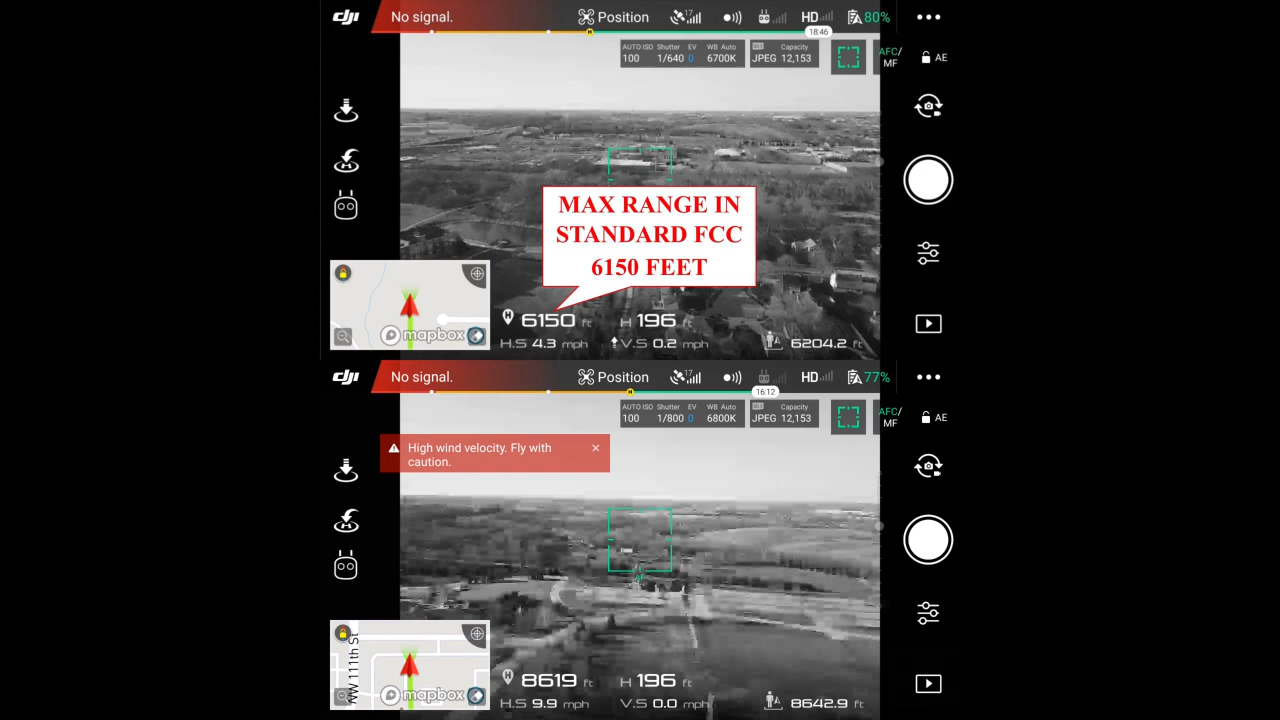 dji No signal. Position 17 HD 80%
18:46
AUTO ISO Shutter EV WB Auto Capacity
100 1/640 0 6700K JPEG 12,153
AFC/
MF
AE
MAX RANGE IN
STANDARD FCC
6150 FEET
mapbox
6150 ft H 196 ft
H.S 4.3 mph V.S 0.2 mph 6204.2 ft
dji No signal. Position 17 HD 77%
16:12
AUTO ISO Shutter EV WB Auto Capacity
100 1/800 0 6800K JPEG 12,153
AFC/
MF
AE
High wind velocity. Fly with
caution.
AF
NW 111th St
mapbox
8619 ft H 196 ft
H.S 9.9 mph V.S 0.0 mph 8642.9 ft